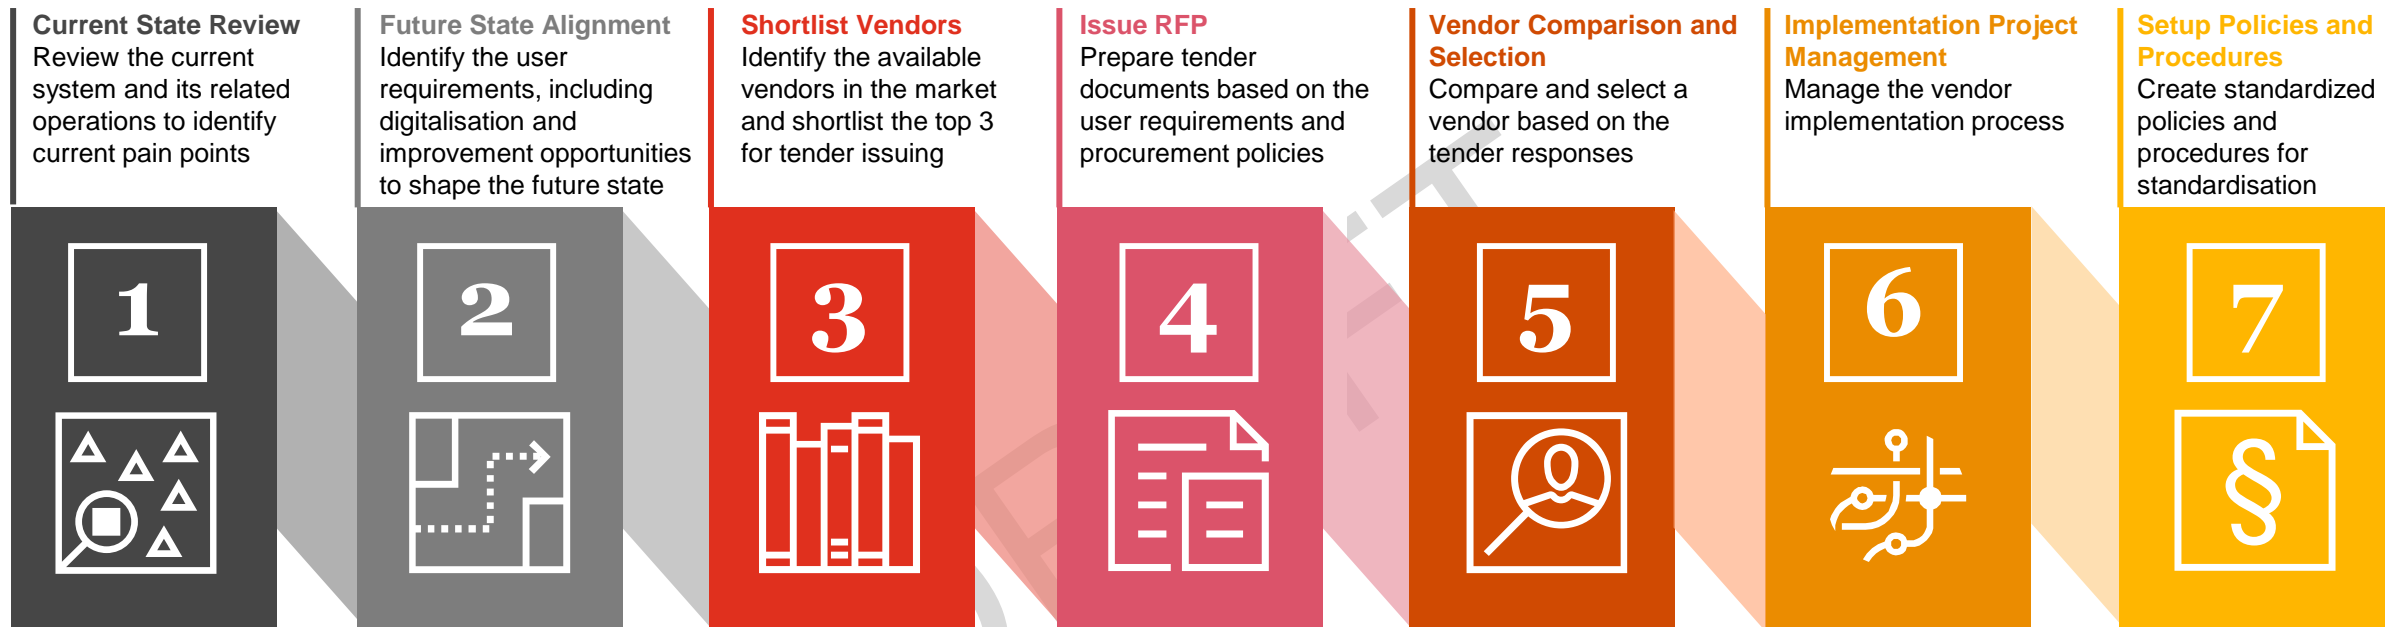 Current State Review
Review the current
system and its related
operations to identify
current pain points
Future State Alignment
Identify the user
requirements, including
digitalisation and
improvement opportunities
to shape the future state
Shortlist Vendors
Identify the available
vendors in the market
and shortlist the top 3
for tender issuing
Issue RFP
Prepare tender
documents based on the
user requirements and
procurement policies
Vendor Comparison and
Selection
Compare and select a
vendor based on the
tender responses
Implementation Project
Management
Manage the vendor
implementation process
Setup Policies and
Procedures
Create standardized
policies and
procedures for
standardisation
1
2
3
4
5
6
7
§